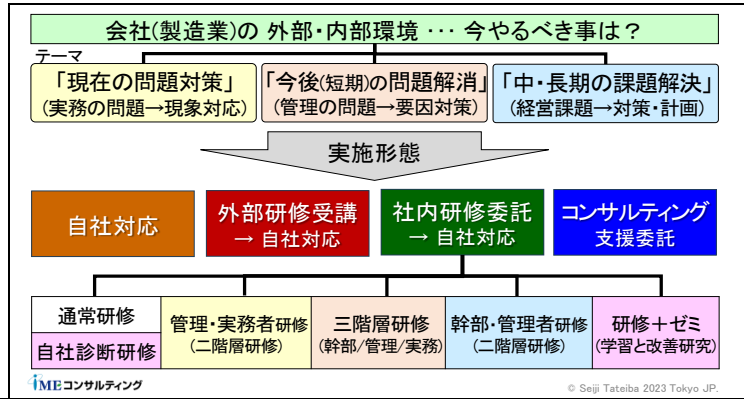 会社(製造業)の 外部・内部環境 … 今やるべき事は？
テーマ
「現在の問題対策」
(実務の問題→現象対応)
「今後(短期)の問題解消」
(管理の問題→要因対策)
「中・長期の課題解決」
(経営課題→対策・計画)
実施形態
自社対応
外部研修受講
→ 自社対応
社内研修委託
→ 自社対応
コンサルティング
支援委託
通常研修
自社診断研修
管理・実務者研修
(二階層研修)
三階層研修
(幹部/管理/実務)
幹部・管理者研修
(二階層研修)
研修＋ゼミ
(学習と改善研究)
IMEコンサルティング
© Seiji Tateiba 2023 Tokyo JP.